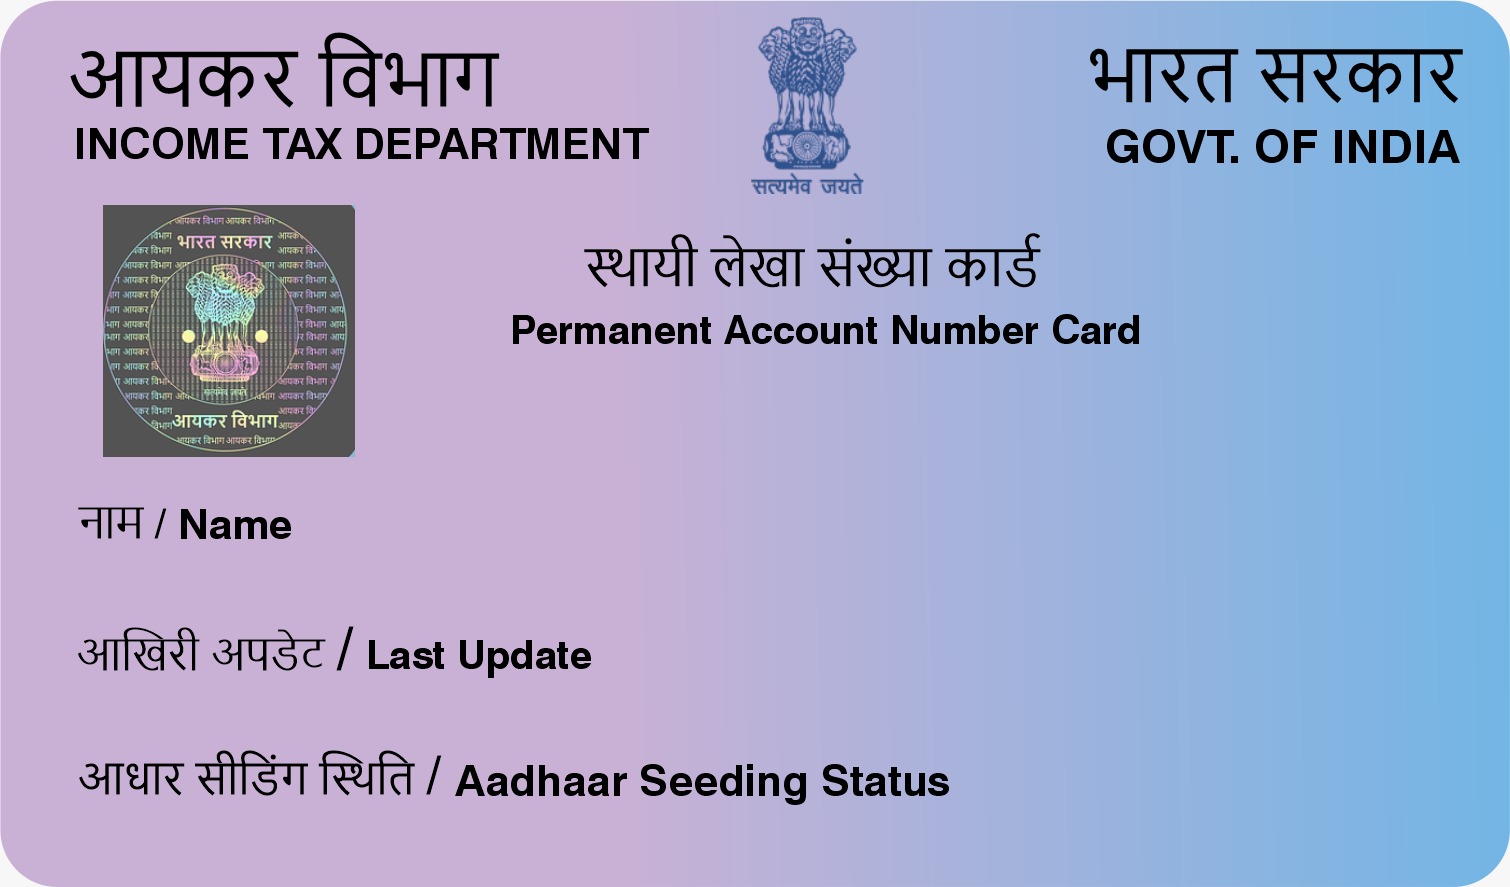 आयकर विभाग
INCOME TAX DEPARTMENT
सत्यमेव जयते
भारत सरकार
GOVT. OF INDIA
भारत सरकार
आयकर विभाग
स्थायी लेखा संख्या कार्ड
Permanent Account Number Card
नाम / Name
आखिरी अपडेट / Last Update
आधार सीडिंग स्थिति / Aadhaar Seeding Status